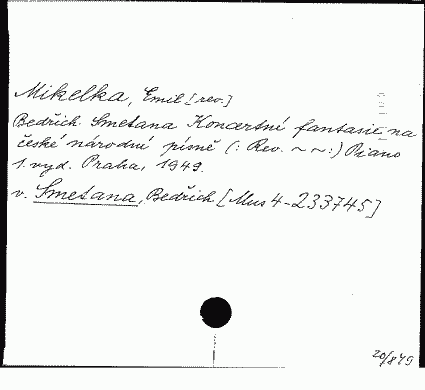 Mikelka, Emil [rev.]
Bedřich Smetana Koncertní fantasie na
české národní písně (: Rev. ~ ~ :) Piano
1. vyd. Praha, 1949.
v. Smetana, Bedřich [Mus 4-233745]
20/849